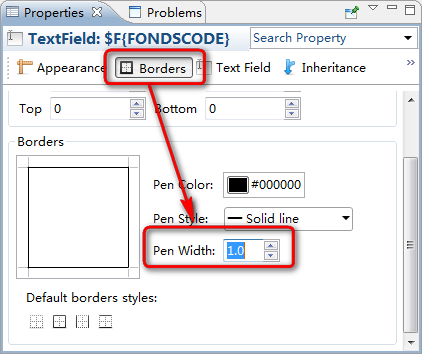 Properties Problems
TextField: $F{FONDSCODE} Search Property
Appearance Borders Text Field Inheritance »
Top 0 Bottom 0
Borders
Pen Color: #000000
Pen Style: Solid line
Pen Width: 1.0
Default borders styles: